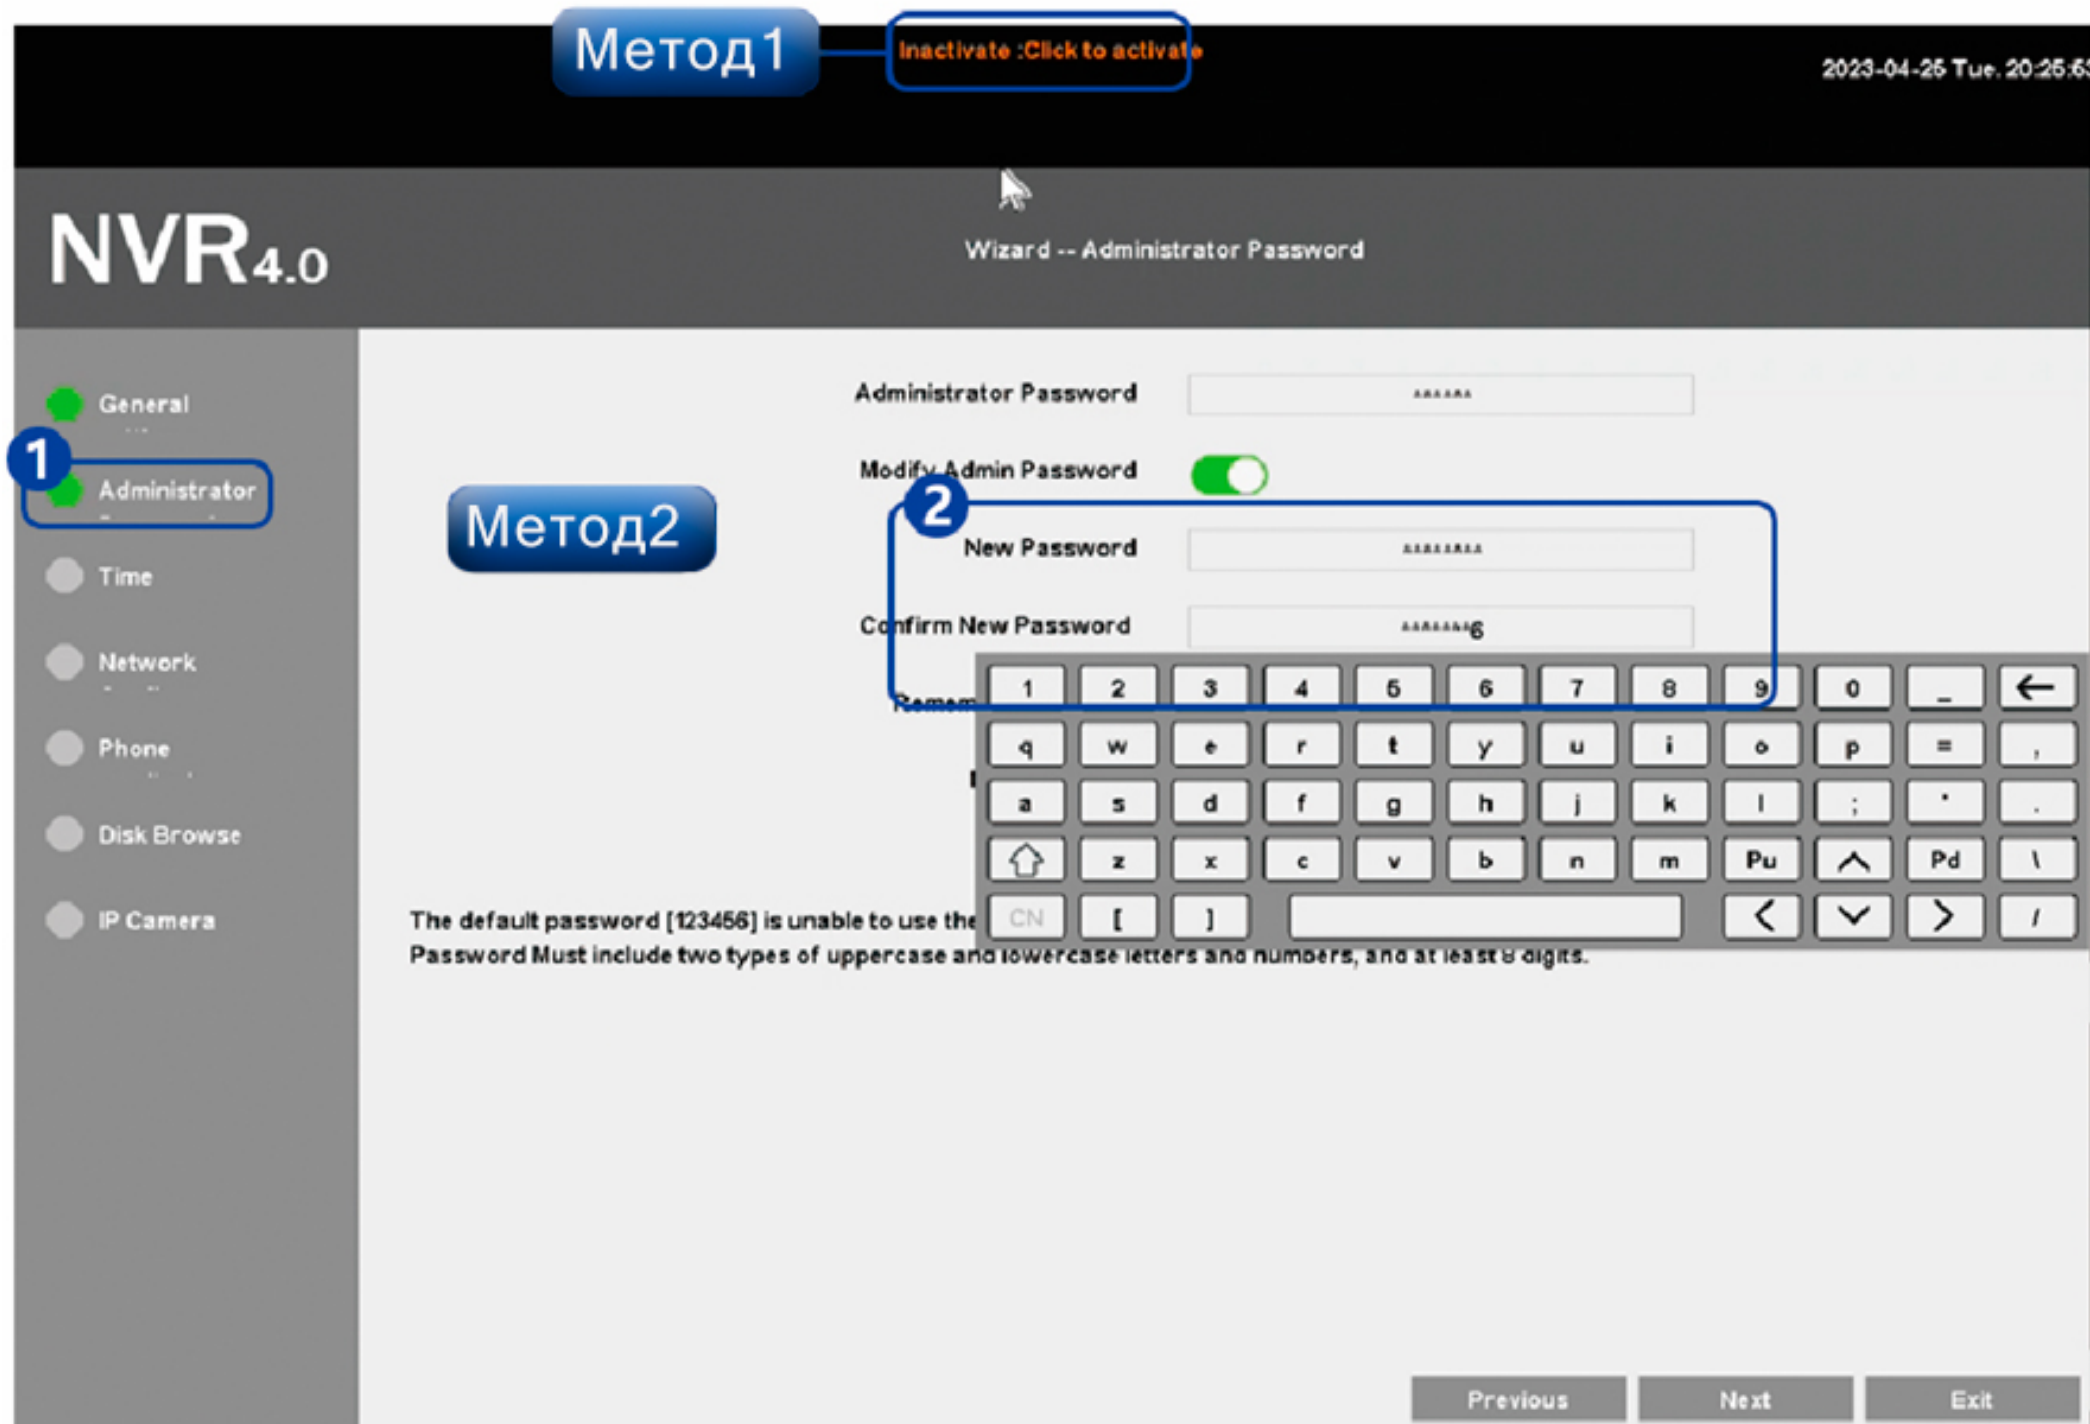 Метод1
Inactivate :Click to activate
2023-04-25 Tue. 20:25:53
NVR4.0
Wizard -- Administrator Password
General
1
Administrator
Time
Network
Phone
Disk Browse
IP Camera
Administrator Password
******
Modify Admin Password
Метод2
2
New Password
********
Confirm New Password
*******6
1 2 3 4 5 6 7 8 9 0 _ ←
q w e r t y u i o p = ,
a s d f g h j k l ; ' .
z x c v b n m Pu Pd \
CN [ ] /
The default password [123456] is unable to use the
Password Must include two types of uppercase and lowercase letters and numbers, and at least 8 digits.
Previous
Next
Exit